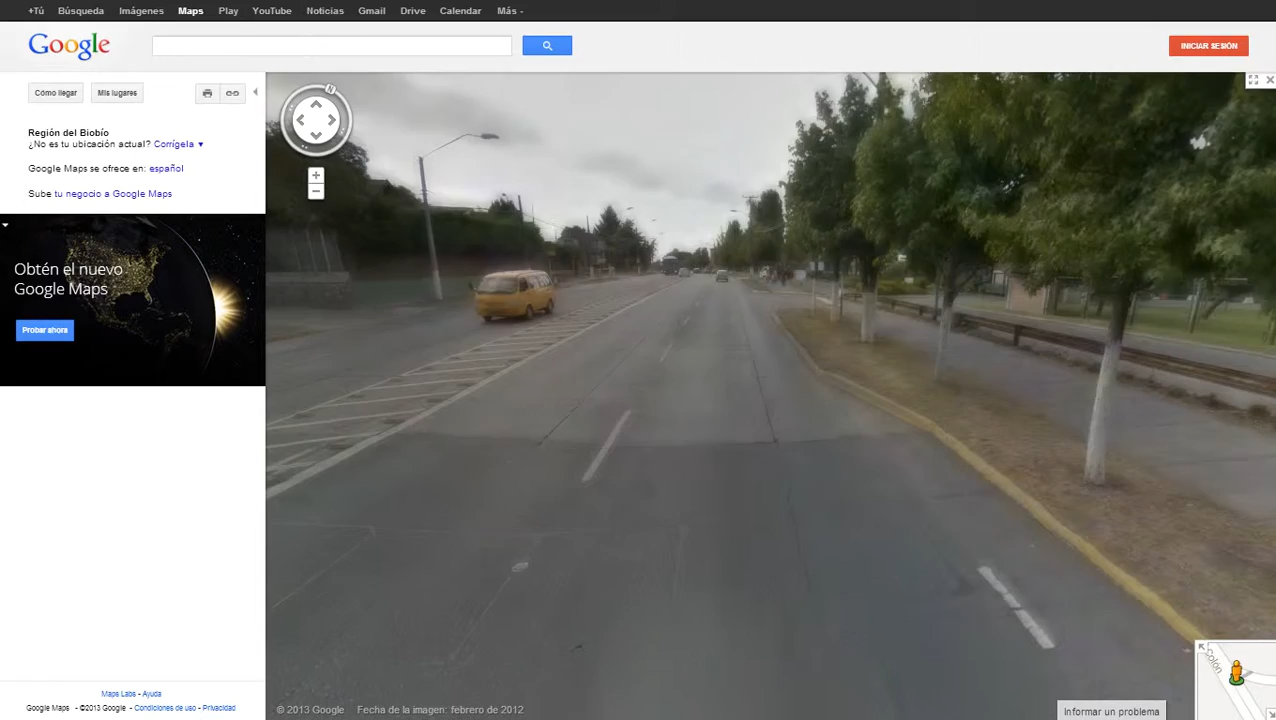 +Tú Búsqueda Imágenes Maps Play YouTube Noticias Gmail Drive Calendar Más
Google
INICIAR SESIÓN
Cómo llegar Mis lugares
N
Región del Biobío
¿No es tu ubicación actual? Corrígela ▼
Google Maps se ofrece en: español
Sube tu negocio a Google Maps
Obtén el nuevo
Google Maps
Probar ahora
Colón
Maps Labs - Ayuda
Google Maps - ©2013 Google - Condiciones de uso - Privacidad
© 2013 Google Fecha de la imagen: febrero de 2012
Informar un problema